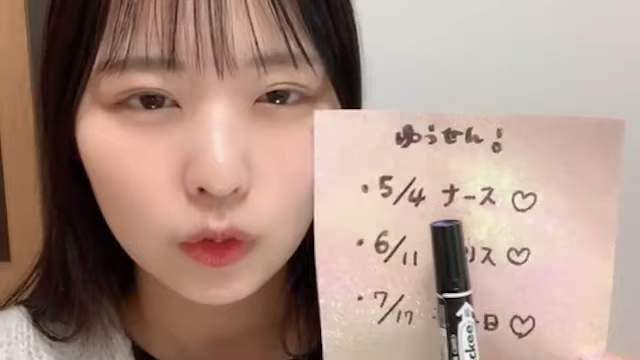 ゆうせん!
・5/4 ナース♡
・6/11 リス♡
・7/17 日♡
ckee